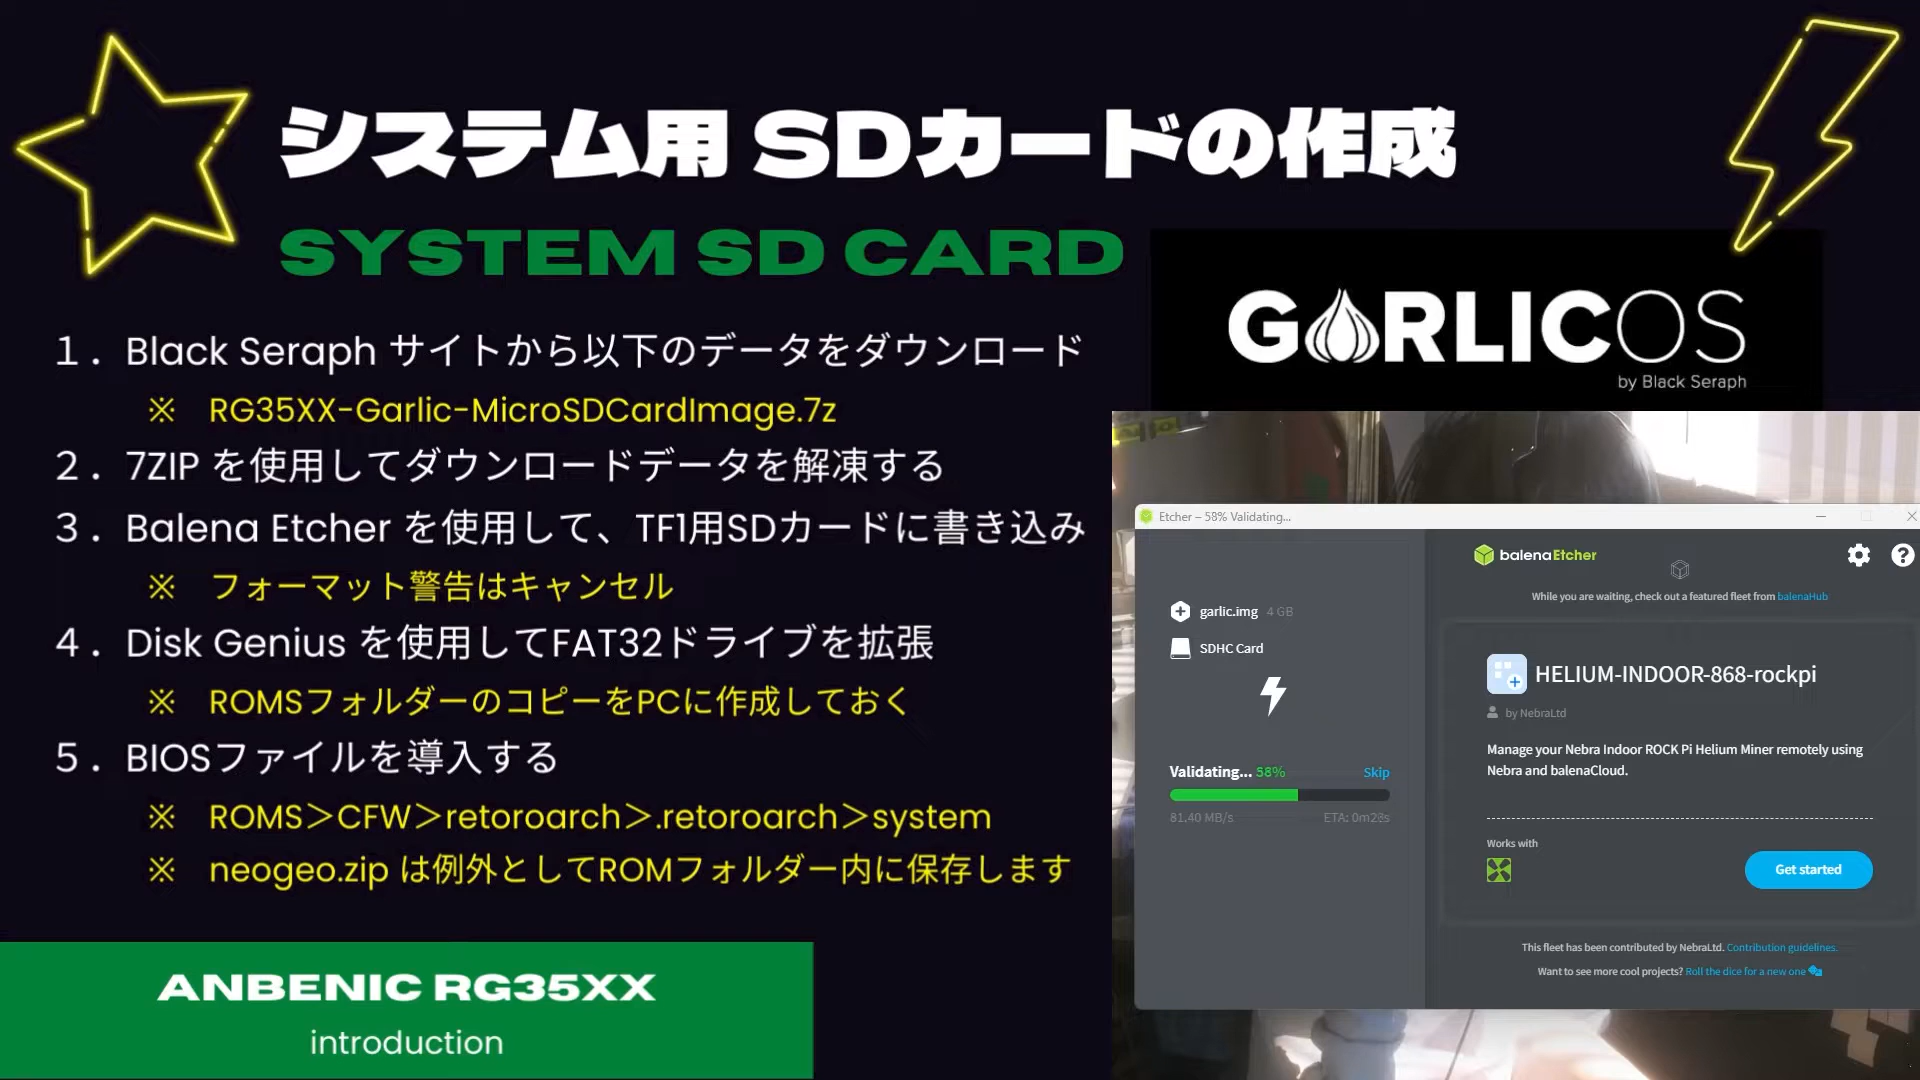 システム用 SDカードの作成
SYSTEM SD CARD
GARLICOS
by Black Seraph
１．Black Seraph サイトから以下のデータをダウンロード
※ RG35XX-Garlic-MicroSDCardImage.7z
２．7ZIP を使用してダウンロードデータを解凍する
３．Balena Etcher を使用して、TF1用SDカードに書き込み
※ フォーマット警告はキャンセル
４．Disk Genius を使用してFAT32ドライブを拡張
※ ROMSフォルダーのコピーをPCに作成しておく
５．BIOSファイルを導入する
※ ROMS＞CFW＞retoroarch＞.retoroarch＞system
※ neogeo.zip は例外としてROMフォルダー内に保存します
ANBENIC RG35XX
introduction
Etcher – 58% Validating...
balenaEtcher
While you are waiting, check out a featured fleet from balenaHub
garlic.img 4 GB
SDHC Card
Validating... 58% Skip
81.40 MB/s
HELIUM-INDOOR-868-rockpi
by NebraLtd
Manage your Nebra Indoor ROCK Pi Helium Miner remotely using
Nebra and balenaCloud.
Works with
Get started
This fleet has been contributed by NebraLtd. Contribution guidelines.
Want to see more cool projects? Roll the dice for a new one